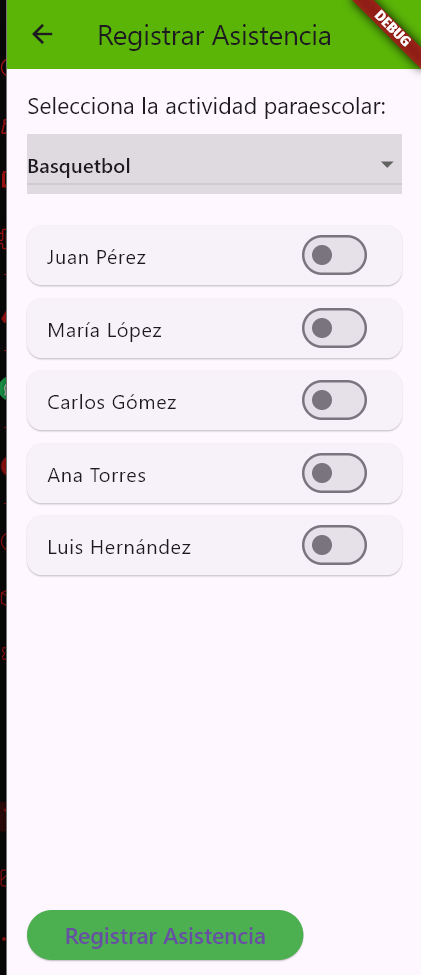 Registrar Asistencia
DEBUG
Selecciona la actividad paraescolar:
Basquetbol
Juan Pérez
María López
Carlos Gómez
Ana Torres
Luis Hernández
Registrar Asistencia